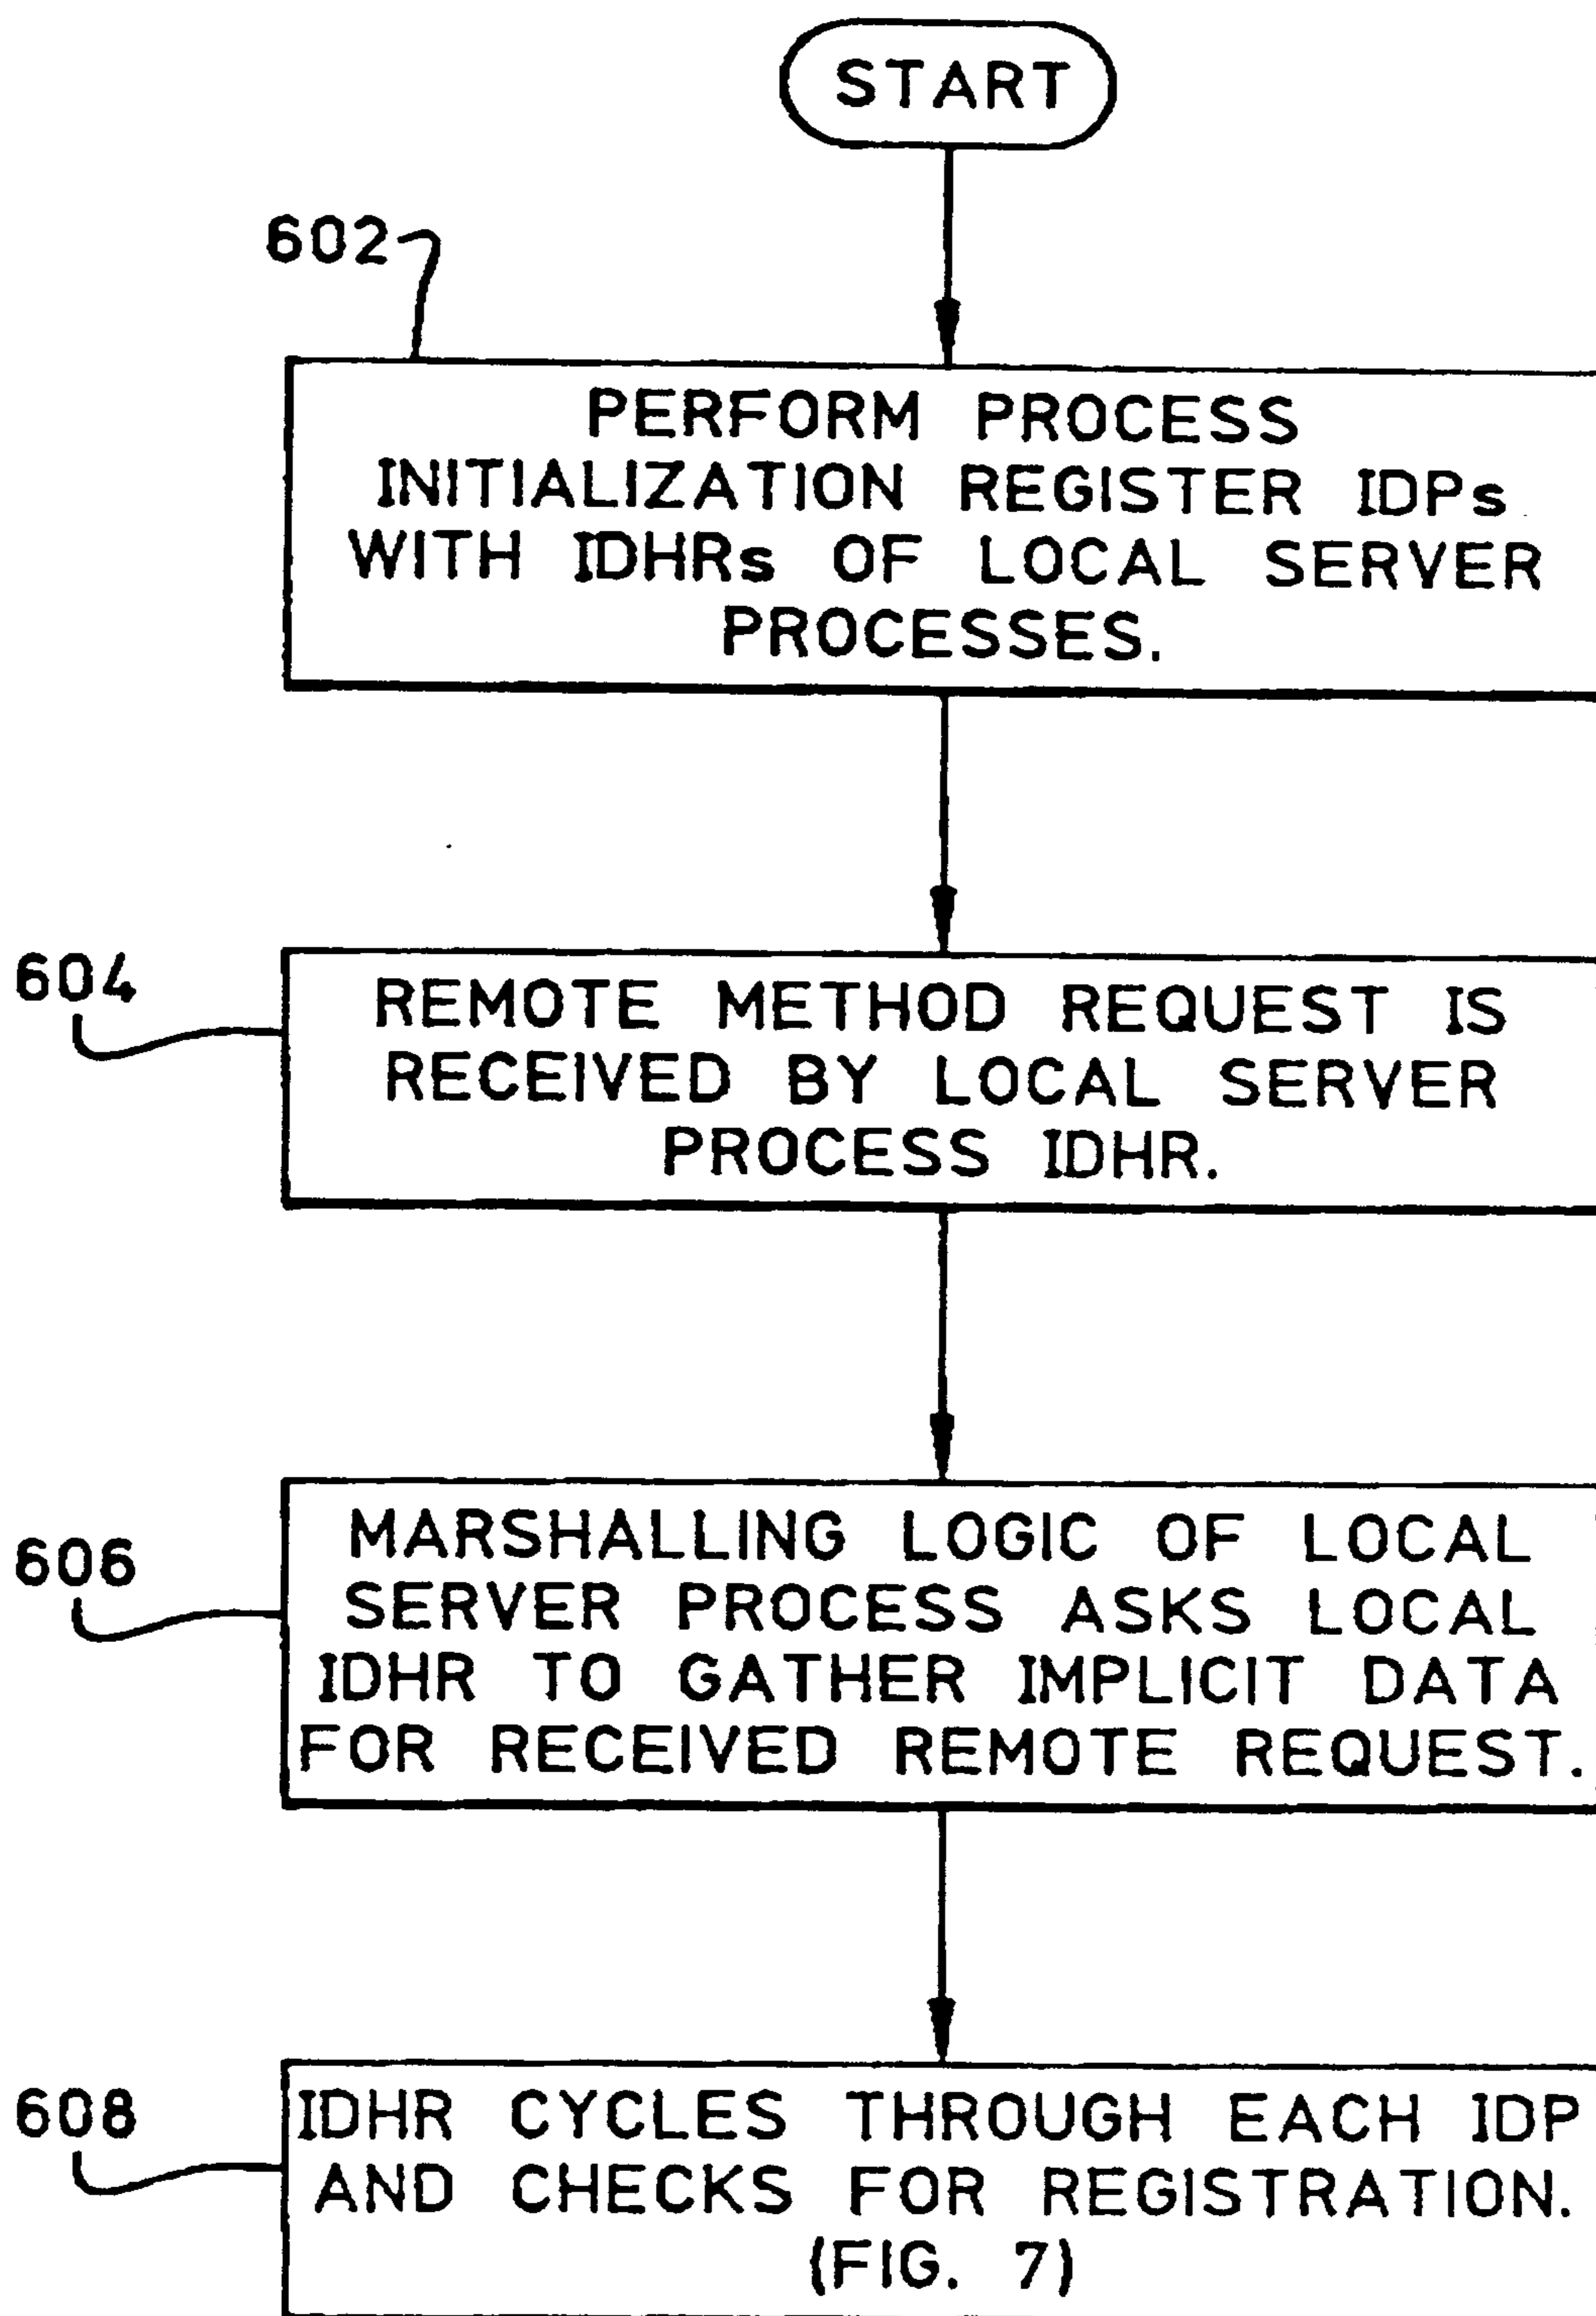 START
602
PERFORM PROCESS
INITIALIZATION REGISTER IDPs
WITH IDHRs OF LOCAL SERVER
PROCESSES.
604
REMOTE METHOD REQUEST IS
RECEIVED BY LOCAL SERVER
PROCESS IDHR.
606
MARSHALLING LOGIC OF LOCAL
SERVER PROCESS ASKS LOCAL
IDHR TO GATHER IMPLICIT DATA
FOR RECEIVED REMOTE REQUEST.
608
IDHR CYCLES THROUGH EACH IDP
AND CHECKS FOR REGISTRATION.
(FIG. 7)